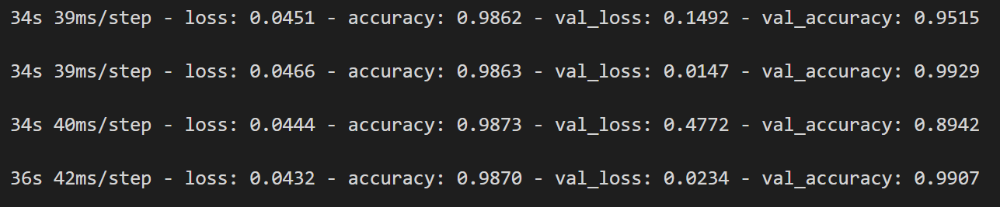 34s 39ms/step - loss: 0.0451 - accuracy: 0.9862 - val_loss: 0.1492 - val_accuracy: 0.9515
34s 39ms/step - loss: 0.0466 - accuracy: 0.9863 - val_loss: 0.0147 - val_accuracy: 0.9929
34s 40ms/step - loss: 0.0444 - accuracy: 0.9873 - val_loss: 0.4772 - val_accuracy: 0.8942
36s 42ms/step - loss: 0.0432 - accuracy: 0.9870 - val_loss: 0.0234 - val_accuracy: 0.9907